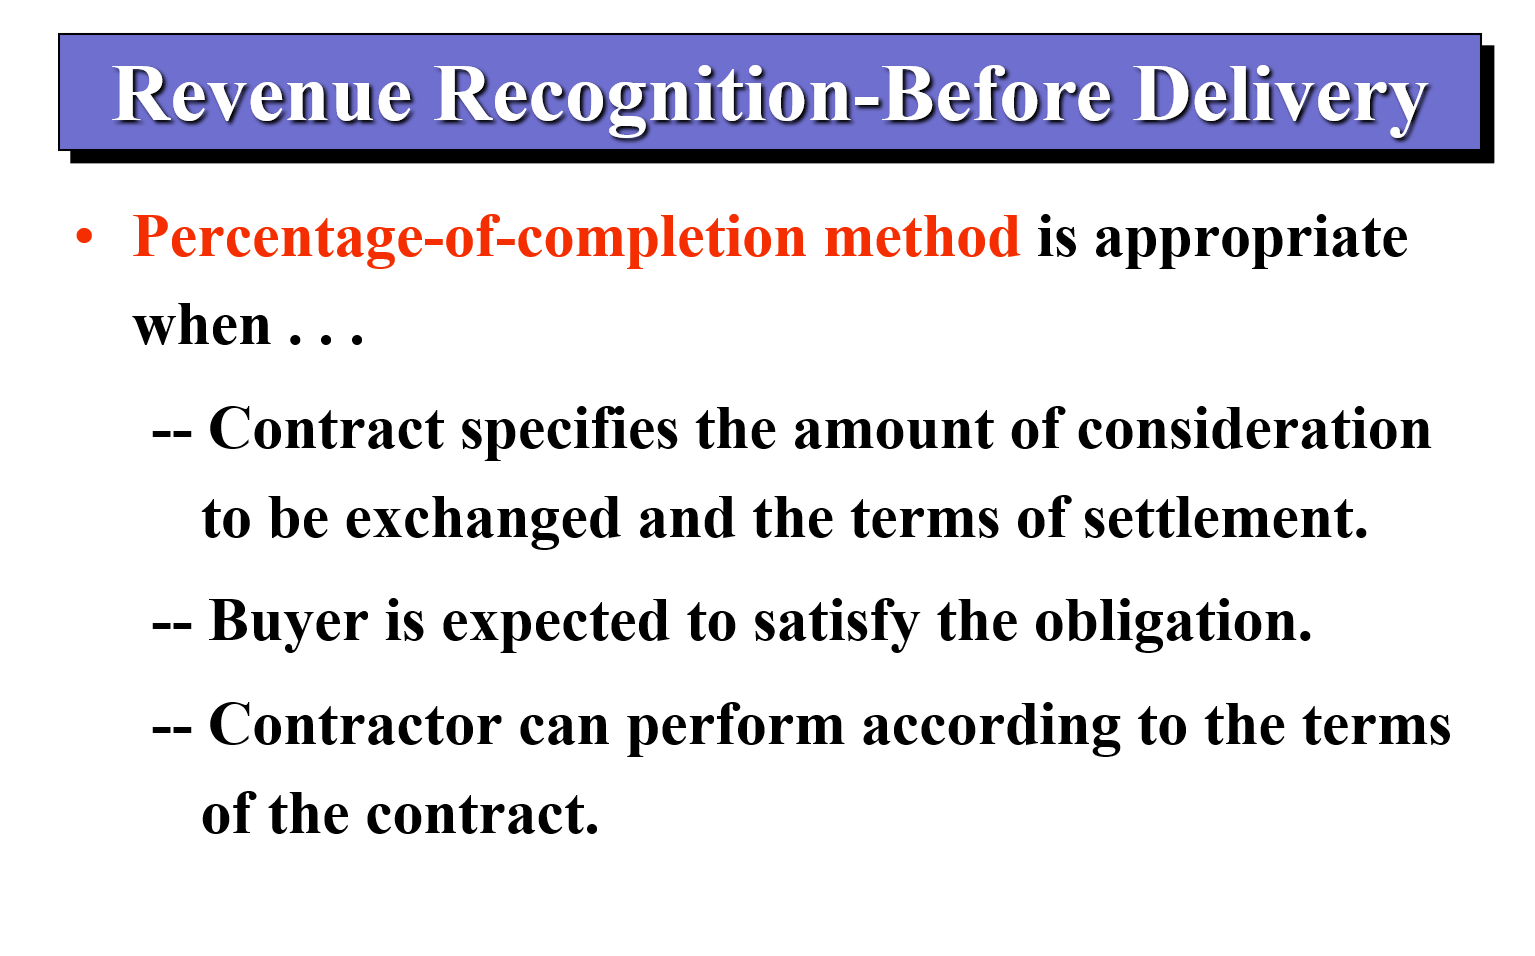 Revenue Recognition-Before Delivery
• Percentage-of-completion method is appropriate
when . . .
-- Contract specifies the amount of consideration
to be exchanged and the terms of settlement.
-- Buyer is expected to satisfy the obligation.
-- Contractor can perform according to the terms
of the contract.